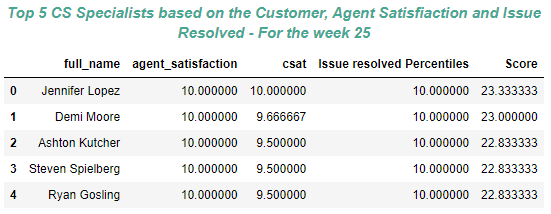 Top 5 CS Specialists based on the Customer, Agent Satisfiaction and Issue
Resolved - For the week 25
full_name agent_satisfaction csat Issue resolved Percentiles Score
0 Jennifer Lopez 10.000000 10.000000 10.000000 23.333333
1 Demi Moore 10.000000 9.666667 10.000000 23.000000
2 Ashton Kutcher 10.000000 9.500000 10.000000 22.833333
3 Steven Spielberg 10.000000 9.500000 10.000000 22.833333
4 Ryan Gosling 10.000000 9.500000 10.000000 22.833333